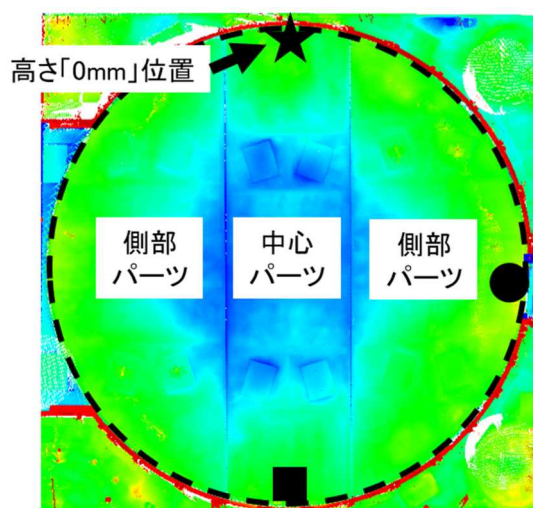 高さ「0mm」位置
側部
パーツ
中心
パーツ
側部
パーツ